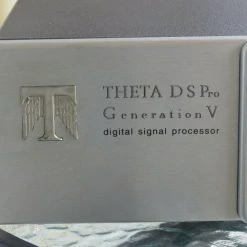 T
THETA DS Pro
Generation V
digital signal processor